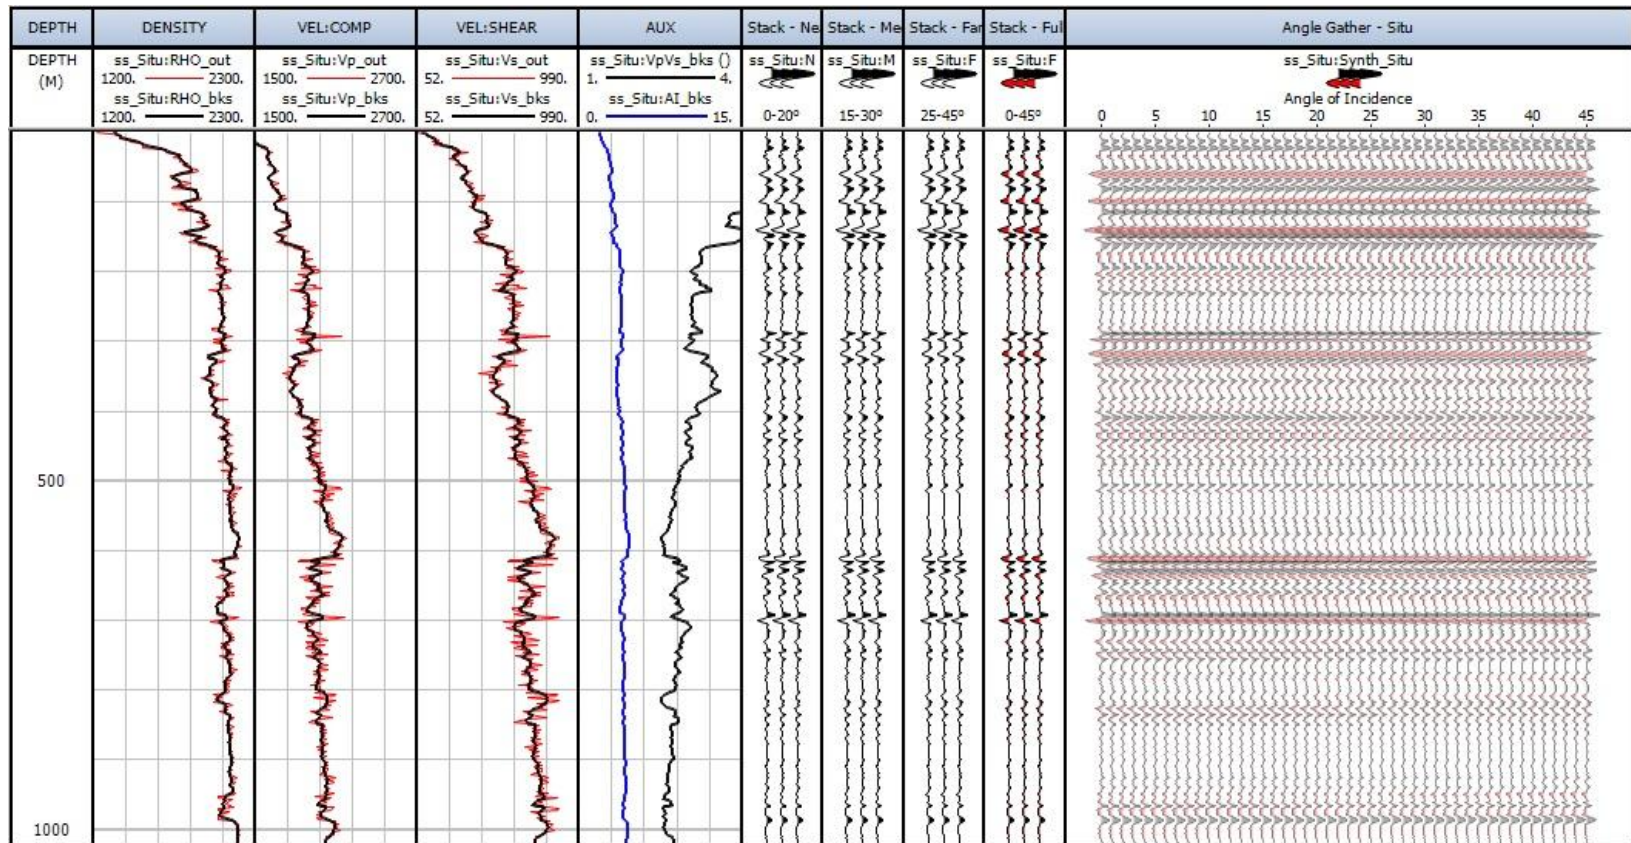 DEPTH DENSITY VEL:COMP VEL:SHEAR AUX Stack - Ne Stack - Me Stack - Far Stack - Ful Angle Gather - Situ
DEPTH ss_Situ:RHO_out ss_Situ:Vp_out ss_Situ:Vs_out ss_Situ:VpVs_bks () ss_Situ:N ss_Situ:M ss_Situ:F ss_Situ:F ss_Situ:Synth_Situ
(M) 1200. 2300. 1500. 2700. 52. 990. 1. 4.
ss_Situ:RHO_bks ss_Situ:Vp_bks ss_Situ:Vs_bks ss_Situ:AI_bks Angle of Incidence
1200. 2300. 1500. 2700. 52. 990. 0. 15. 0-20º 15-30º 25-45º 0-45º 0 5 10 15 20 25 30 35 40 45
500
1000